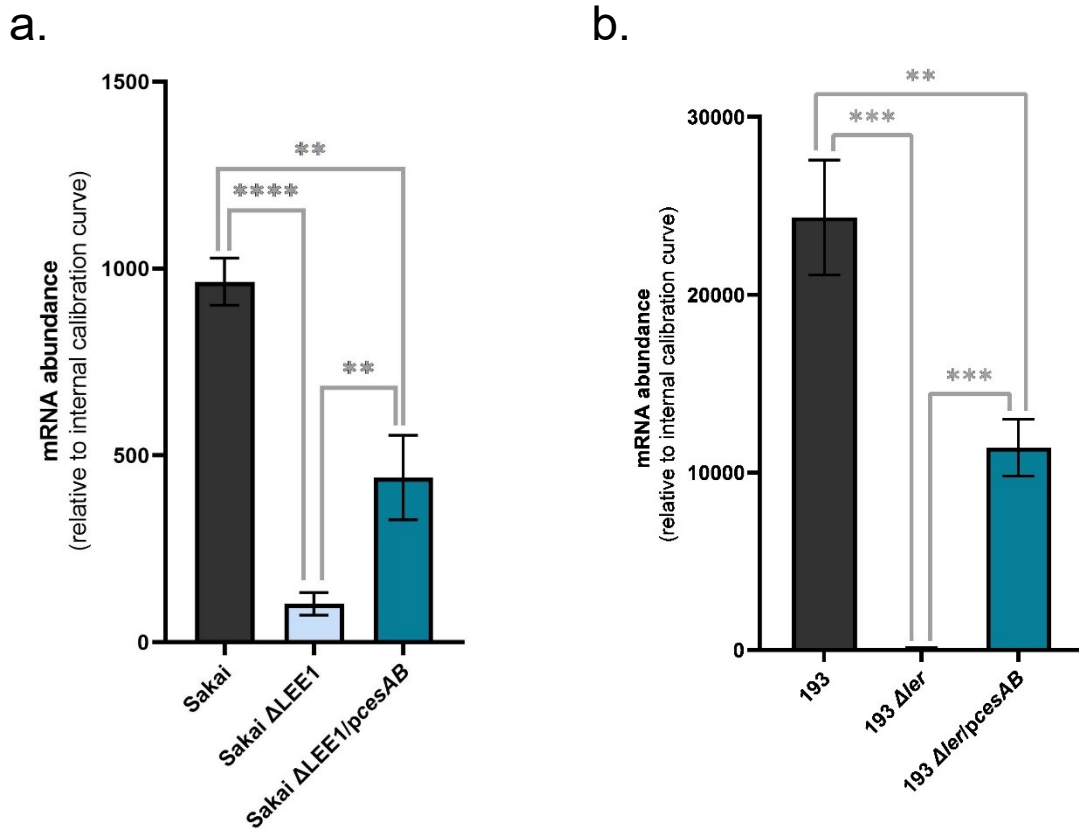 a.
mRNA abundance
(relative to internal calibration curve)
1500
1000
500
0
**
****
**
Sakai
Sakai ΔLEE1
Sakai ΔLEE1/pcesAB
b.
mRNA abundance
(relative to internal calibration curve)
30000
20000
10000
0
**
***
***
193
193 Δler
193 Δler/pcesAB